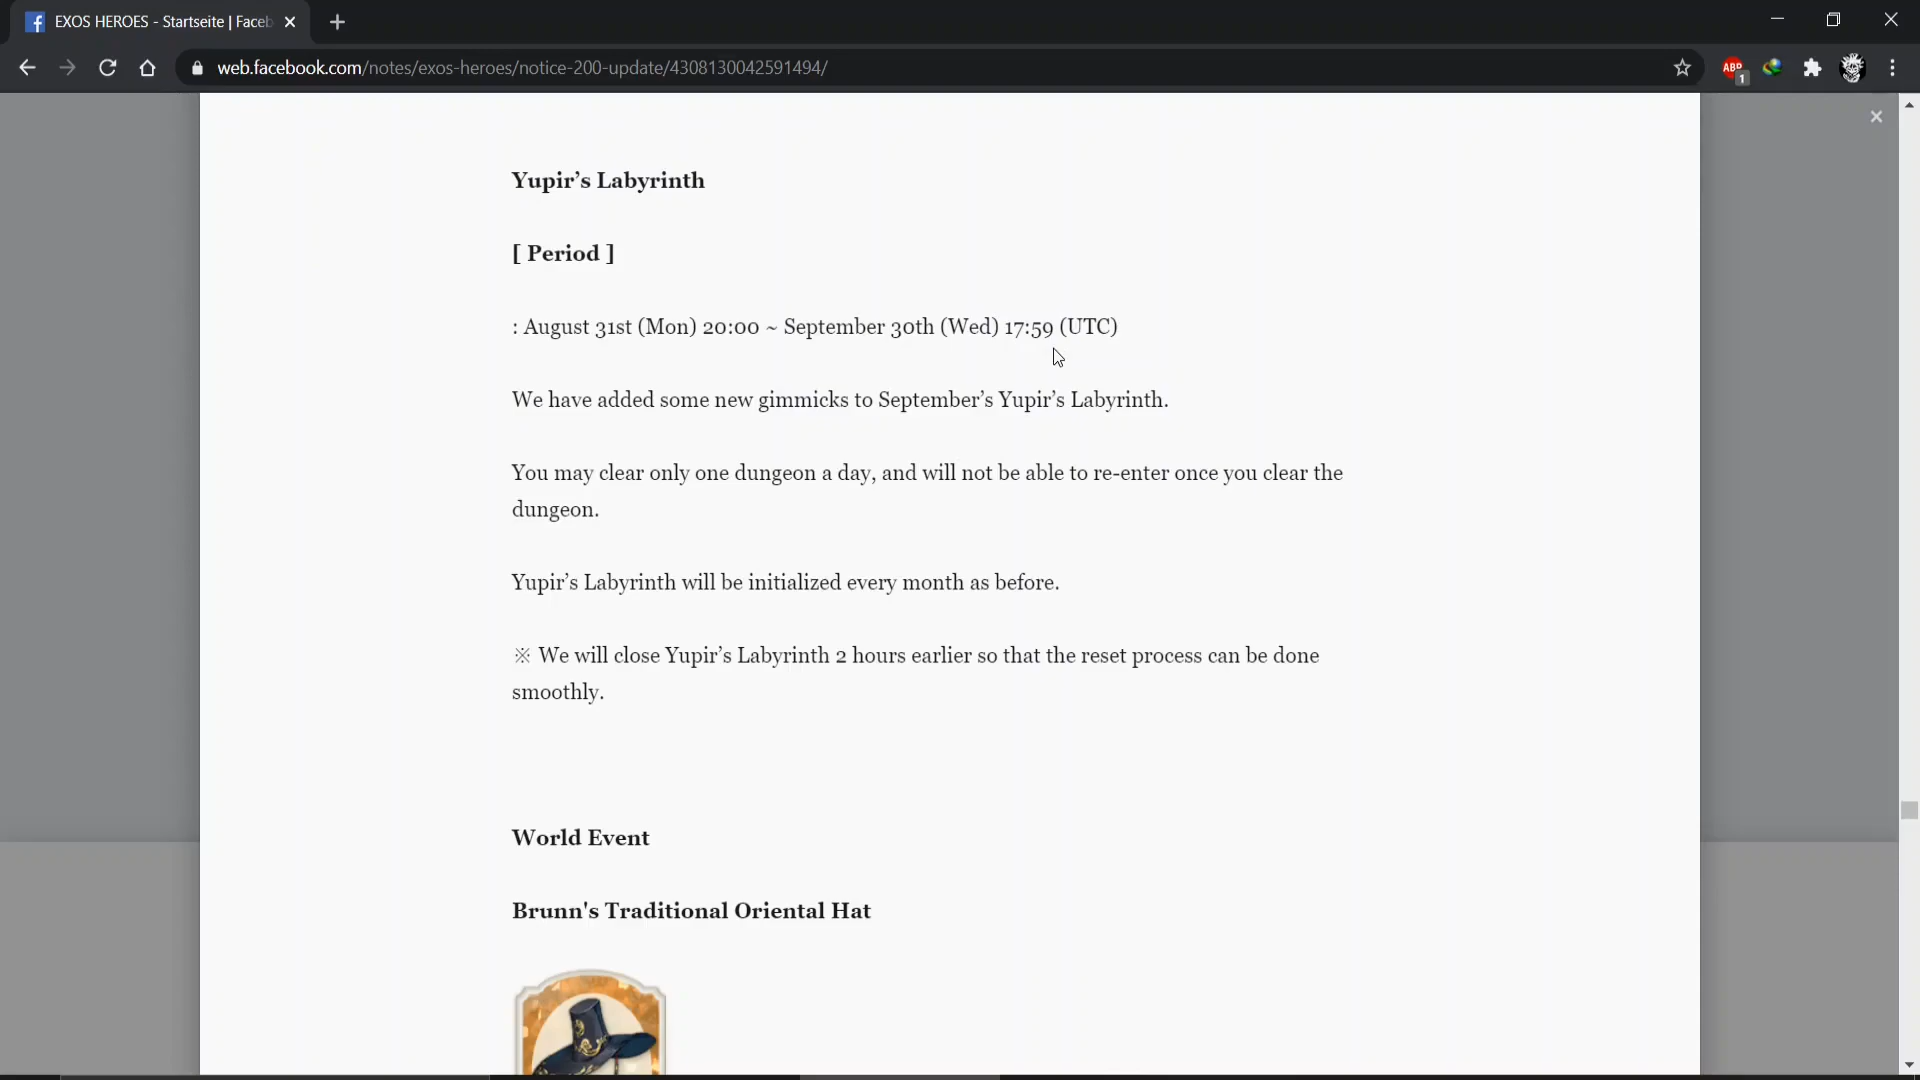 EXOS HEROES - Startseite | Faceb
web.facebook.com/notes/exos-heroes/notice-200-update/4308130042591494/
ABP
1
Yupir’s Labyrinth
[ Period ]
: August 31st (Mon) 20:00 ~ September 30th (Wed) 17:59 (UTC)
We have added some new gimmicks to September’s Yupir’s Labyrinth.
You may clear only one dungeon a day, and will not be able to re-enter once you clear the
dungeon.
Yupir’s Labyrinth will be initialized every month as before.
※ We will close Yupir’s Labyrinth 2 hours earlier so that the reset process can be done
smoothly.
World Event
Brunn's Traditional Oriental Hat